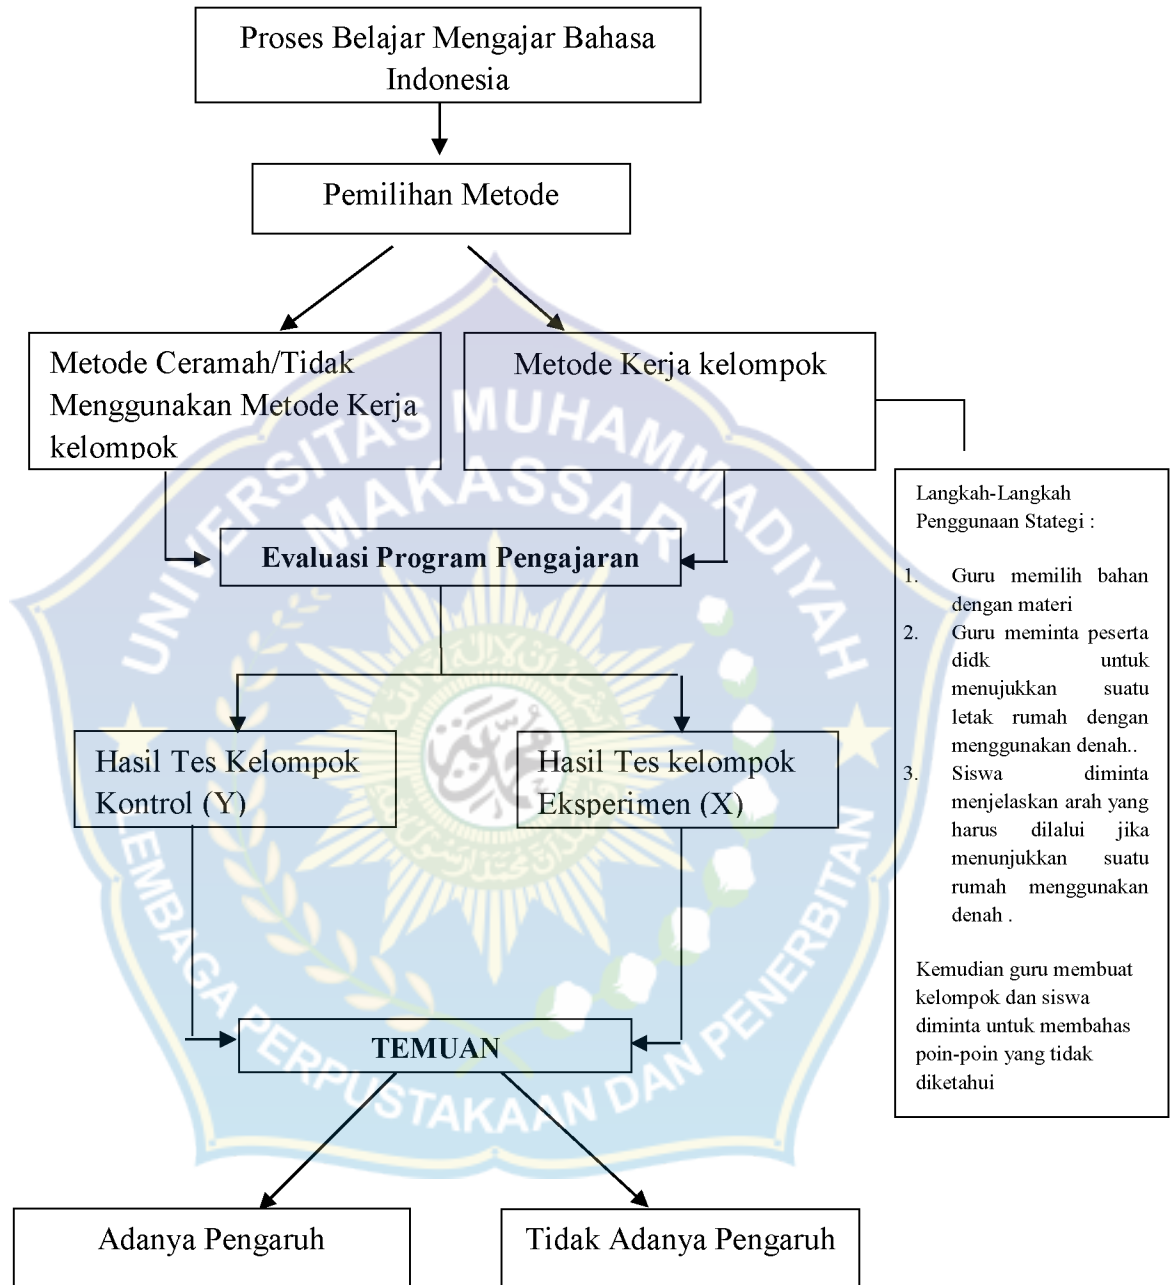 Proses Belajar Mengajar Bahasa
Indonesia
Pemilihan Metode
Metode Ceramah/Tidak
Menggunakan Metode Kerja
kelompok
Metode Kerja kelompok
Langkah-Langkah
Penggunaan Stategi :
1. Guru memilih bahan
dengan materi
2. Guru meminta peserta
didk untuk
menujukkan suatu
letak rumah dengan
menggunakan denah..
3. Siswa diminta
menjelaskan arah yang
harus dilalui jika
menunjukkan suatu
rumah menggunakan
denah .
Kemudian guru membuat
kelompok dan siswa
diminta untuk membahas
poin-poin yang tidak
diketahui
Evaluasi Program Pengajaran
Hasil Tes Kelompok
Kontrol (Y)
Hasil Tes kelompok
Eksperimen (X)
TEMUAN
Adanya Pengaruh
Tidak Adanya Pengaruh
UNIVERSITAS MUHAMMADIYAH
MAKASSAR
LEMBAGA PERPUSTAKAAN DAN PENERBITAN